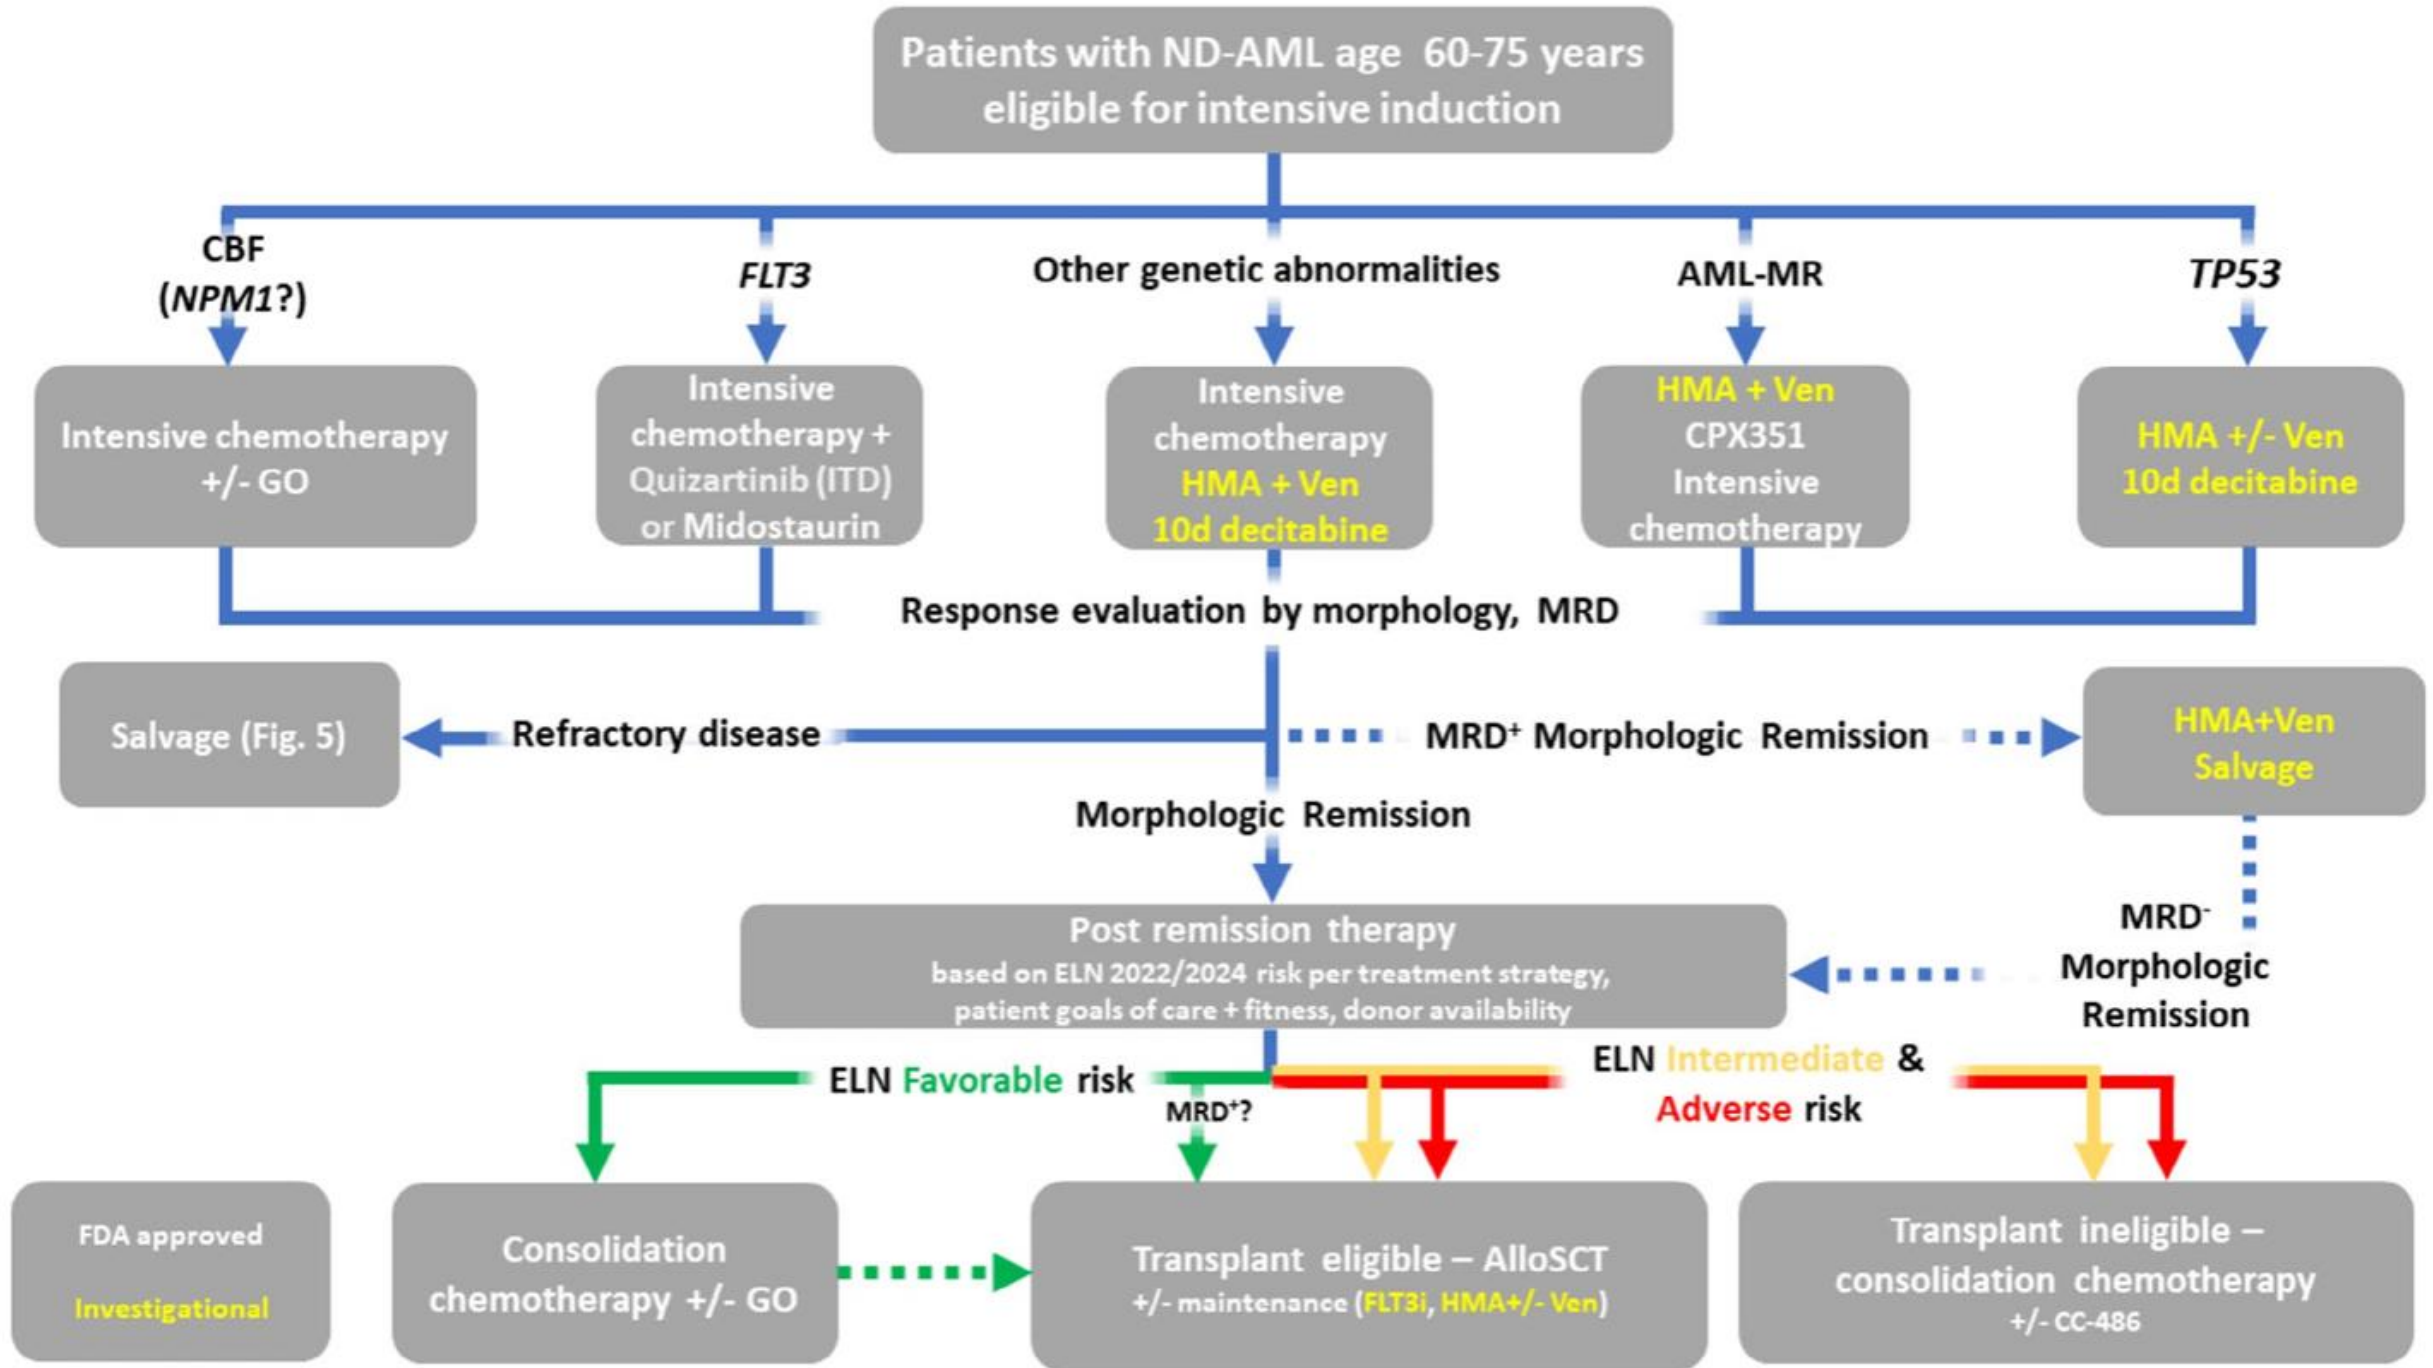 Patients with ND-AML age 60-75 years
eligible for intensive induction
CBF
(NPM1?)
FLT3
Other genetic abnormalities
AML-MR
TP53
Intensive chemotherapy
+/- GO
Intensive
chemotherapy +
Quizartinib (ITD)
or Midostaurin
Intensive
chemotherapy
HMA + Ven
10d decitabine
HMA + Ven
CPX351
Intensive
chemotherapy
HMA +/- Ven
10d decitabine
Response evaluation by morphology, MRD
Salvage (Fig. 5)
Refractory disease
MRD⁺ Morphologic Remission
HMA+Ven
Salvage
Morphologic Remission
MRD⁻
Morphologic
Remission
Post remission therapy
based on ELN 2022/2024 risk per treatment strategy,
patient goals of care + fitness, donor availability
ELN Favorable risk
MRD⁺?
ELN Intermediate &
Adverse risk
FDA approved
Investigational
Consolidation
chemotherapy +/- GO
Transplant eligible – AlloSCT
+/- maintenance (FLT3i, HMA+/- Ven)
Transplant ineligible –
consolidation chemotherapy
+/- CC-486